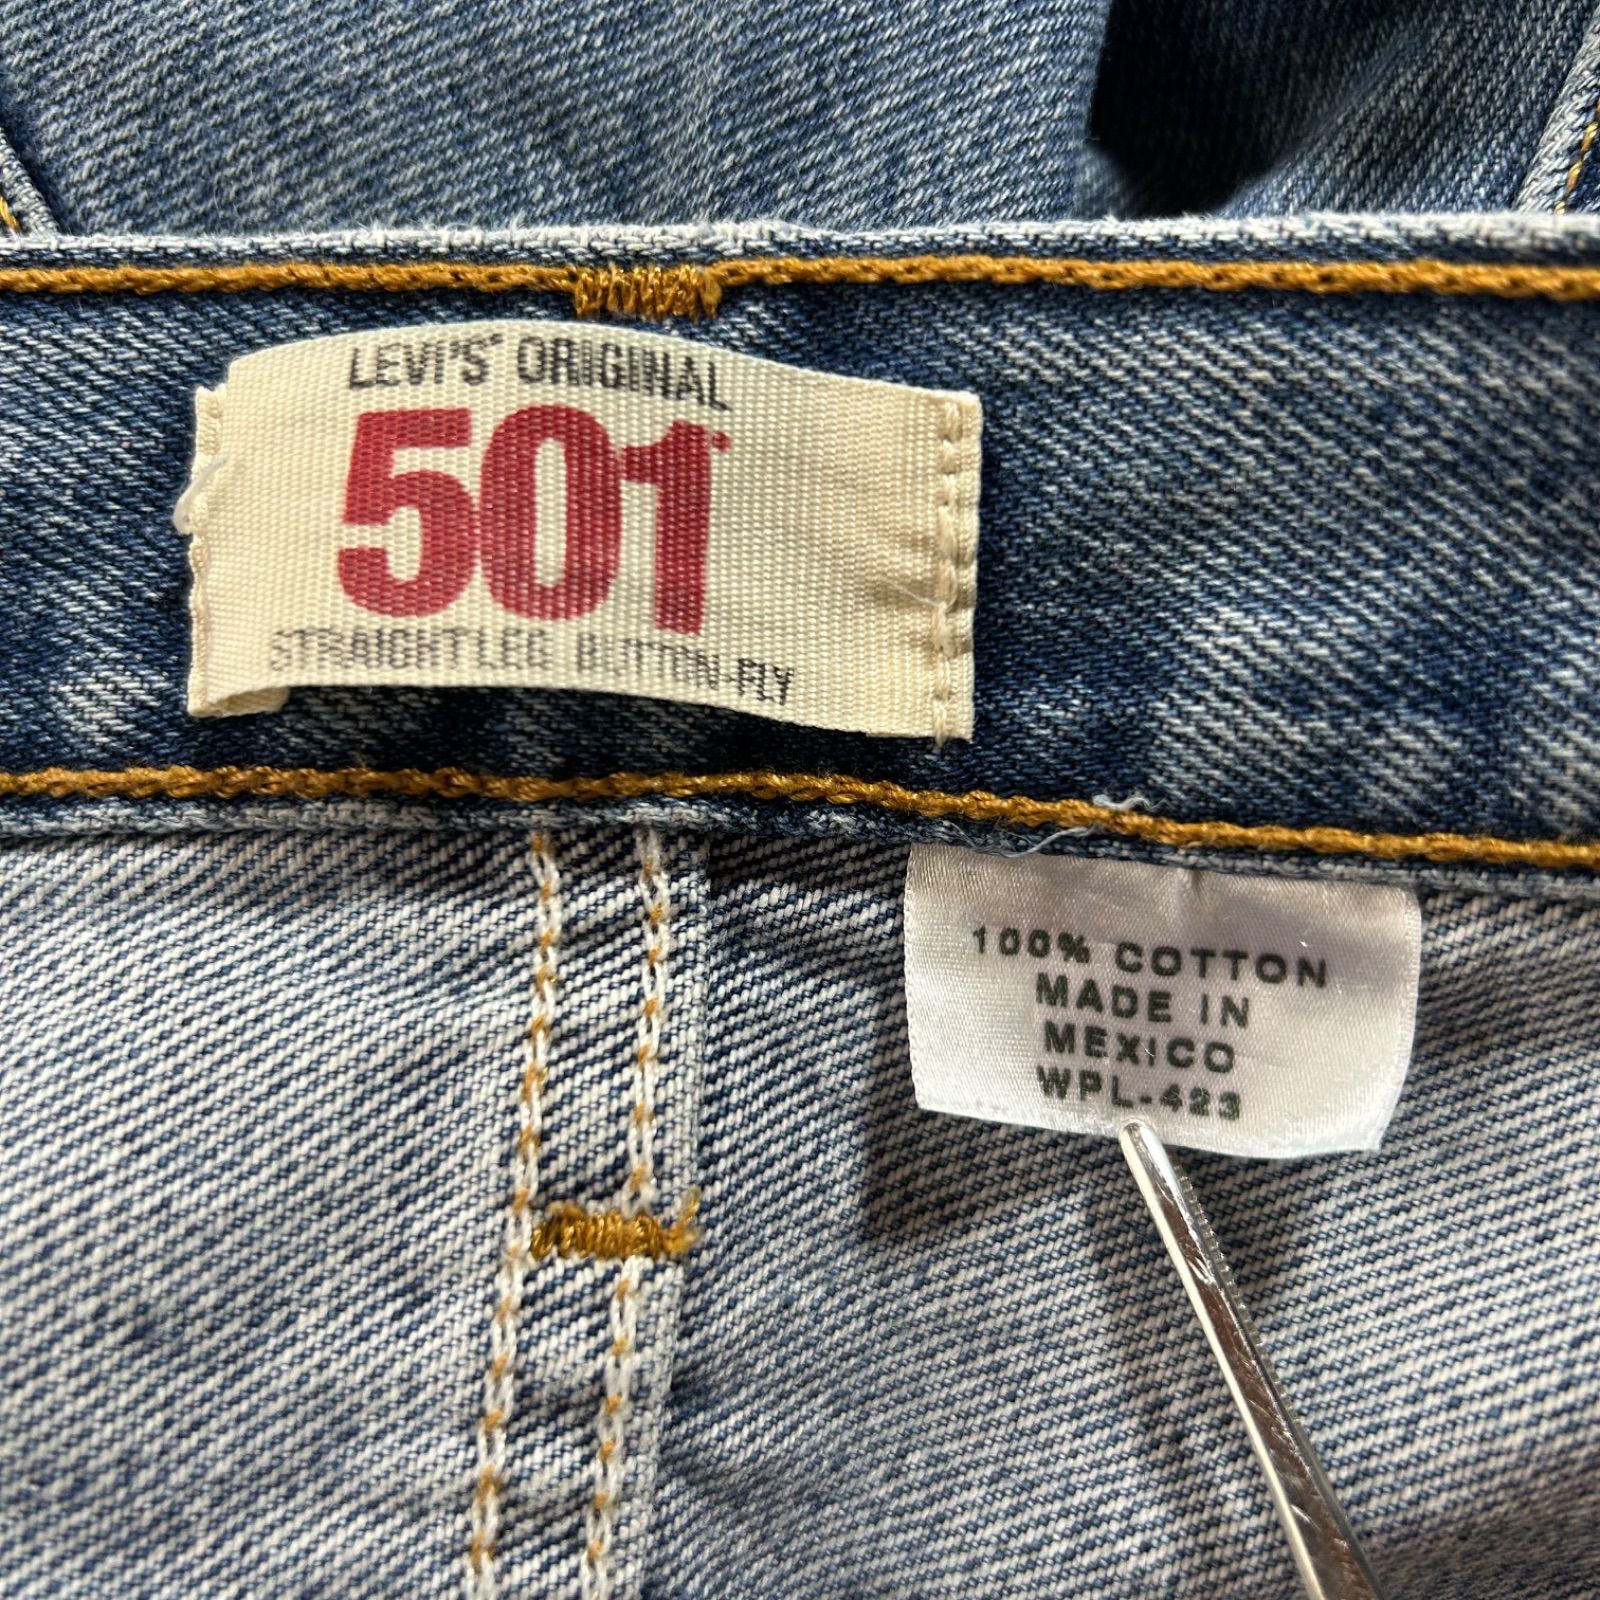 LEVI'S® ORIGINAL
501®
STRAIGHT LEG BUTTON-FLY
100% COTTON
MADE IN
MEXICO
WPL-423